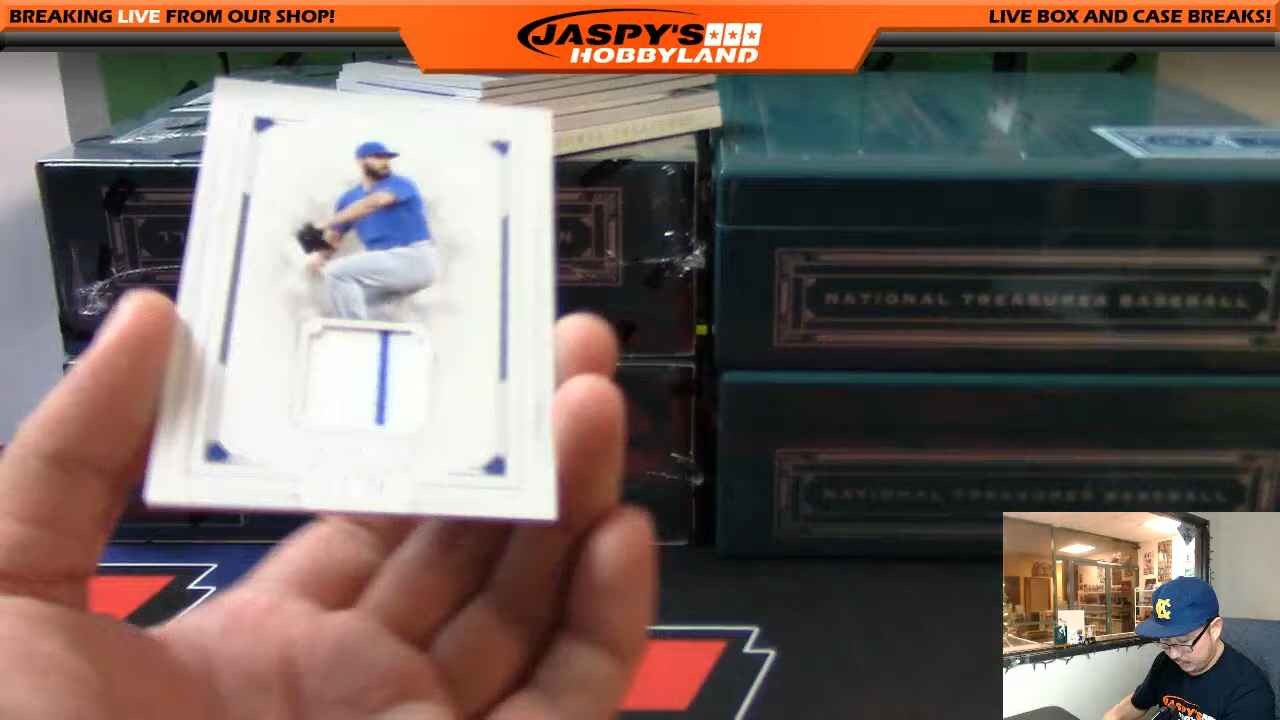 BREAKING LIVE FROM OUR SHOP!
JASPY'S
HOBBYLAND
LIVE BOX AND CASE BREAKS!
NATIONAL TREASURES BASEBALL
NATIONAL TREASURES BASEBALL